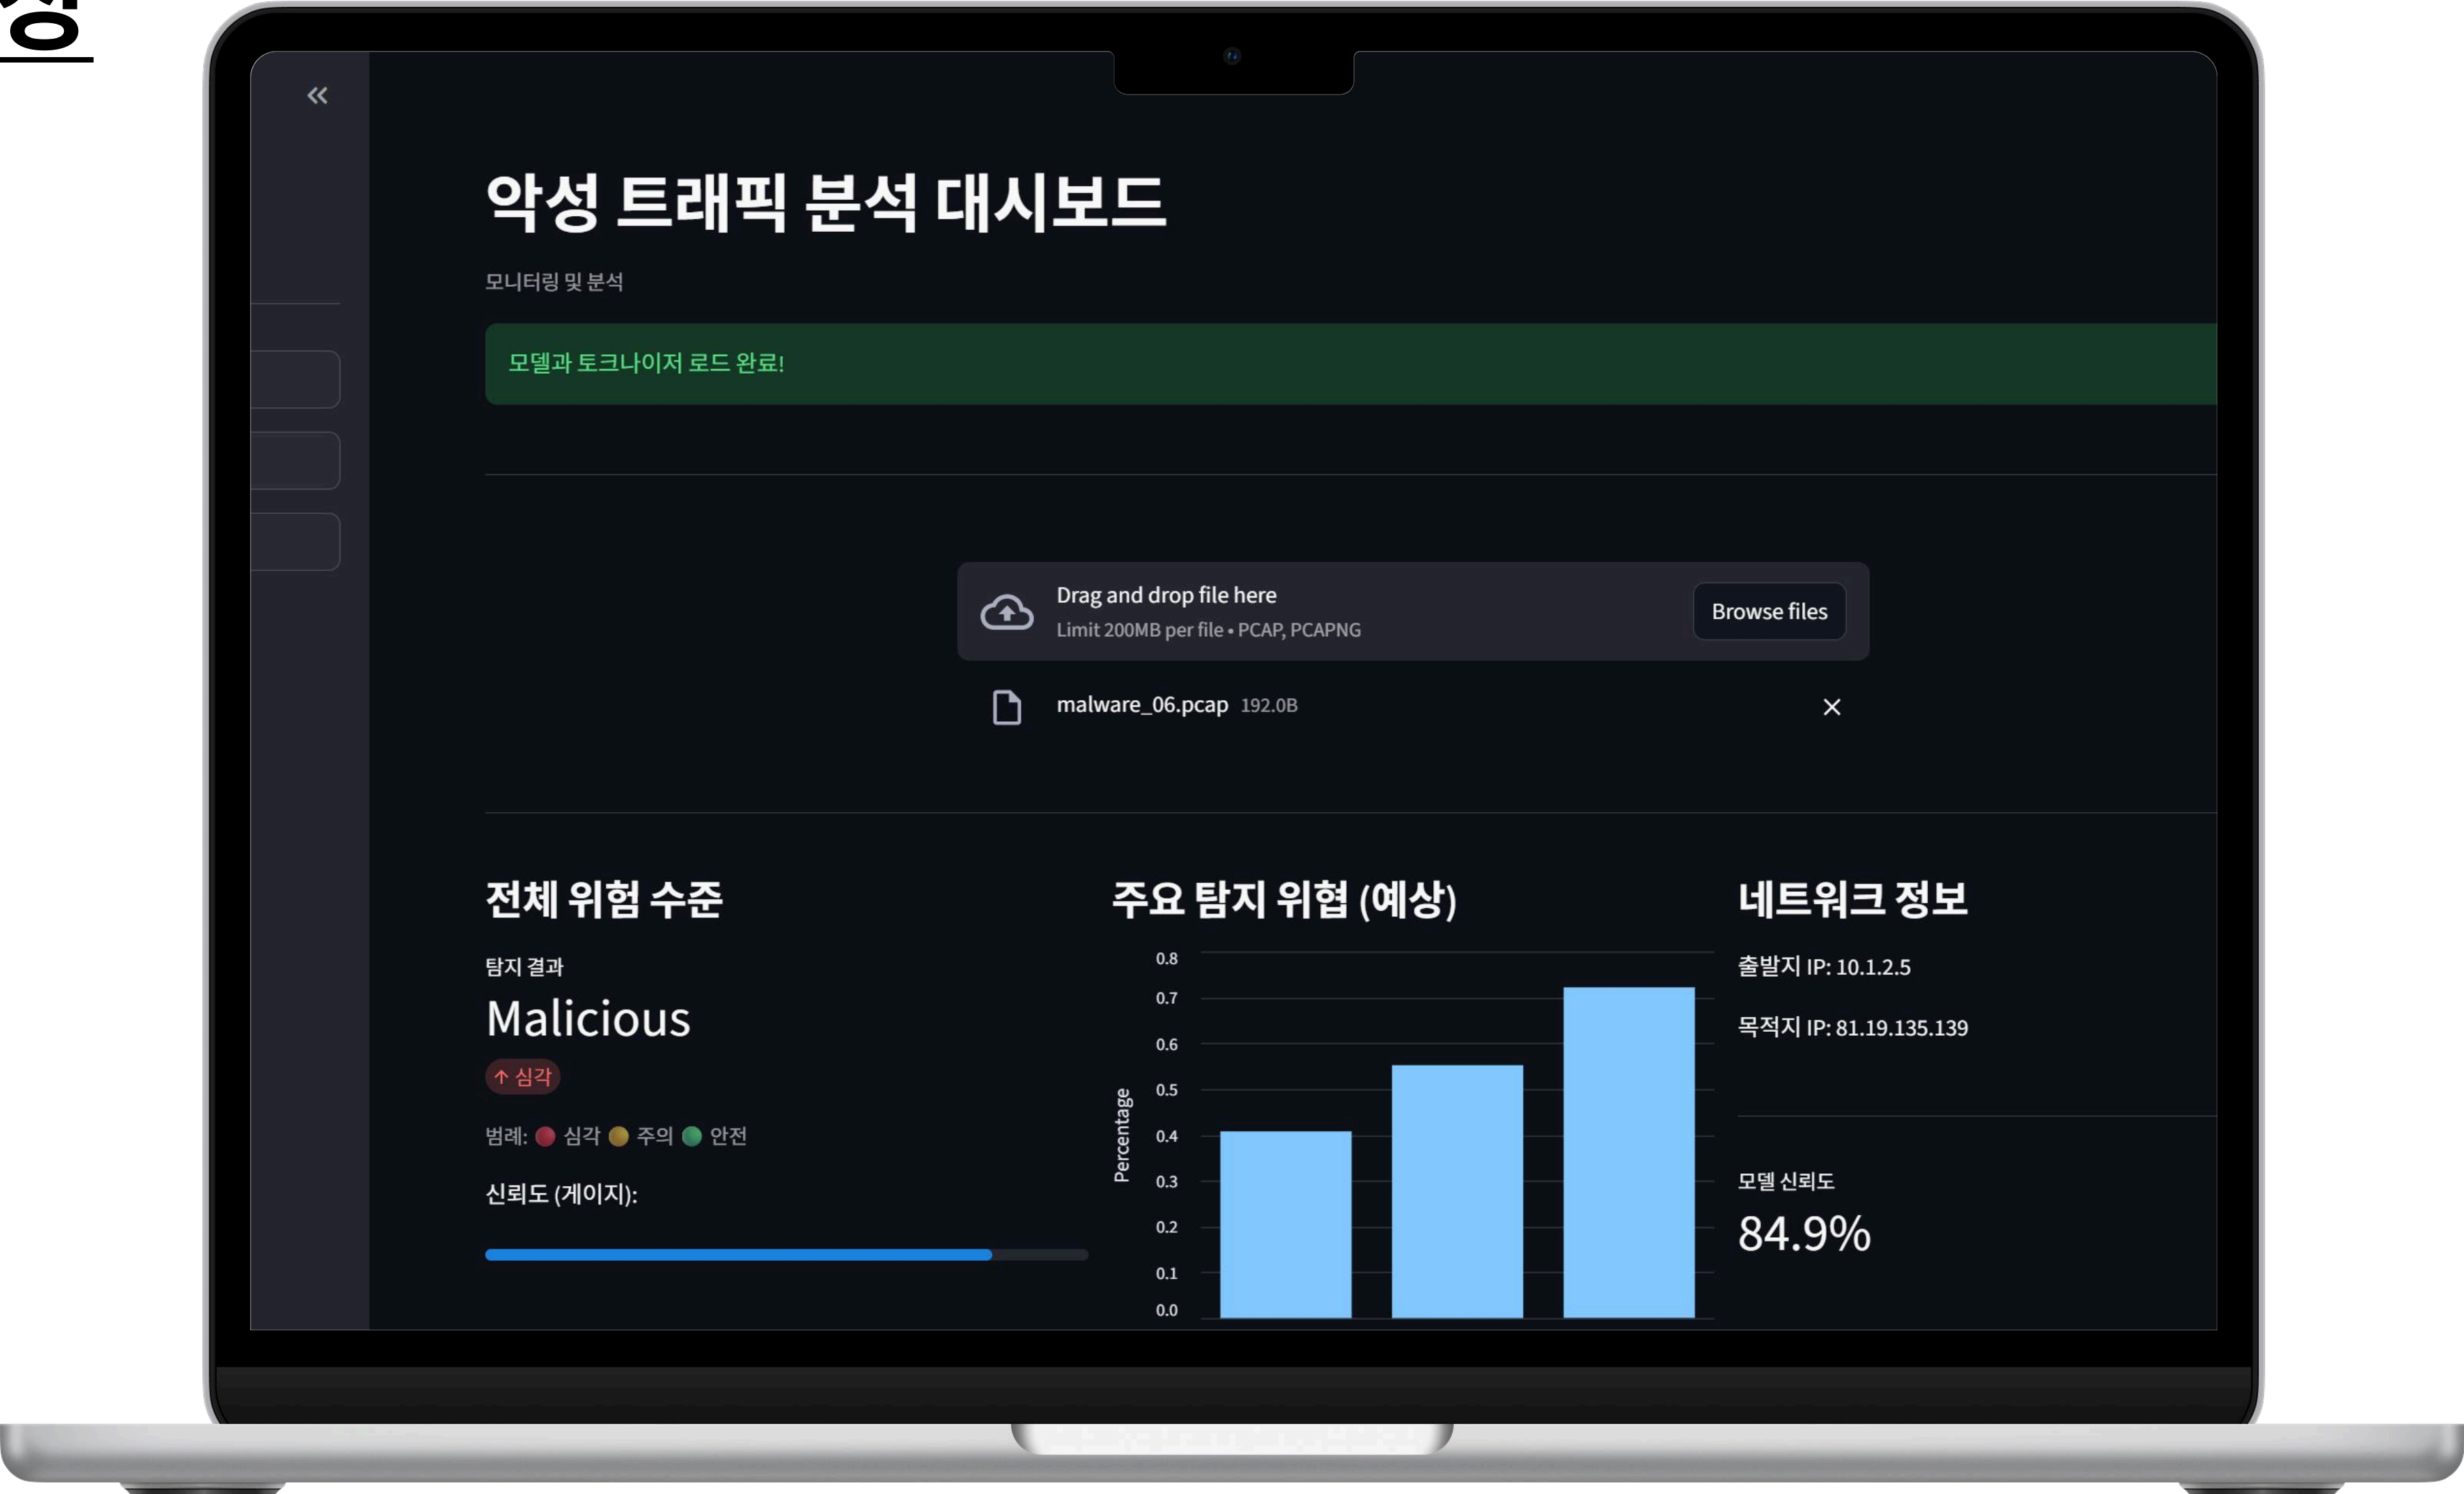 악성 트래픽 분석 대시보드
모니터링 및 분석
모델과 토크나이저 로드 완료!
Drag and drop file here
Limit 200MB per file • PCAP, PCAPNG
Browse files
malware_06.pcap 192.0B
전체 위험 수준
탐지 결과
Malicious
↑ 심각
범례: 🔴 심각 🟡 주의 🟢 안전
신뢰도 (게이지):
주요 탐지 위협 (예상)
Percentage
0.8
0.7
0.6
0.5
0.4
0.3
0.2
0.1
0.0
네트워크 정보
출발지 IP: 10.1.2.5
목적지 IP: 81.19.135.139
모델 신뢰도
84.9%